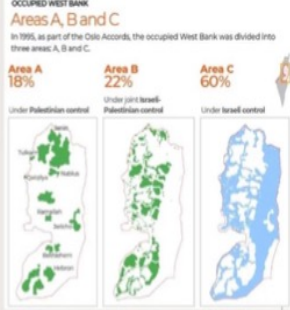 OCCUPIED WEST BANK
Areas A, B and C
In 1995, as part of the Oslo Accords, the occupied West Bank was divided into
three areas: A, B and C.
Area A
18%
Under Palestinian control
Area B
22%
Under joint Israeli-
Palestinian control
Area C
60%
Under Israeli control
Jenin
Nablus
Qalqilya
Ramallah
Jericho
Bethlehem
Hebron